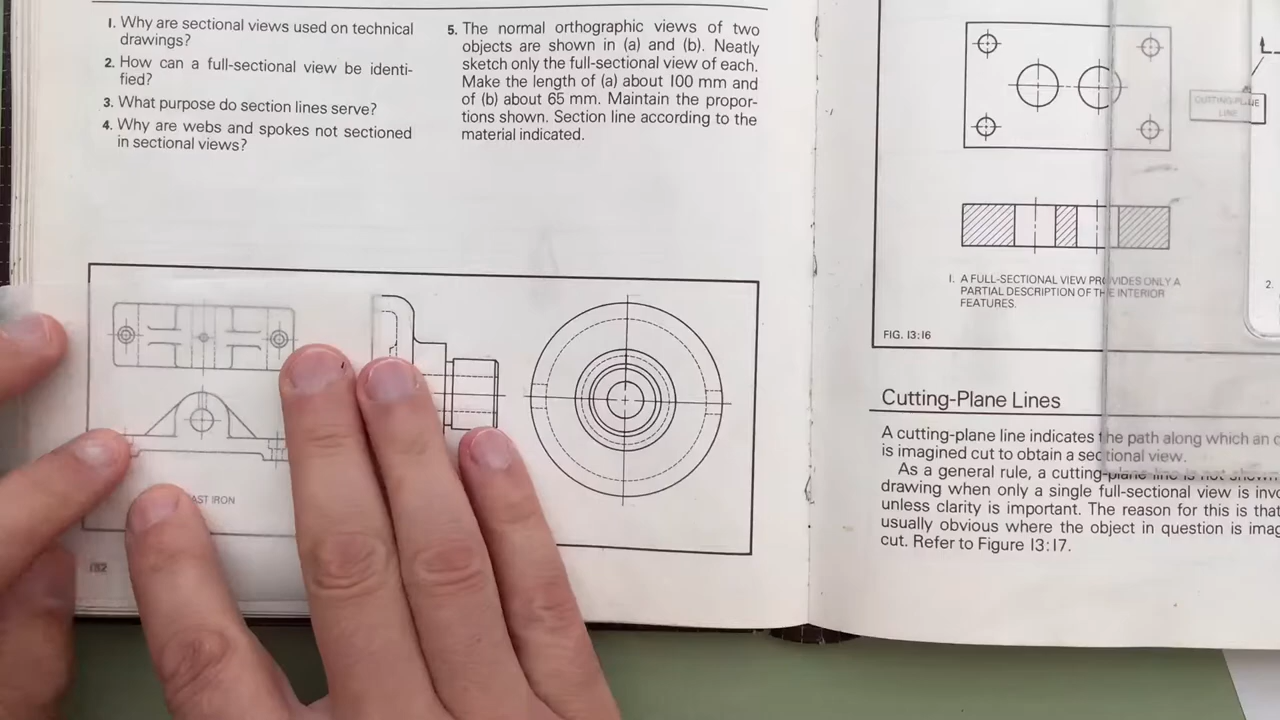 1. Why are sectional views used on technical
drawings?
2. How can a full-sectional view be identi-
fied?
3. What purpose do section lines serve?
4. Why are webs and spokes not sectioned
in sectional views?
5. The normal orthographic views of two
objects are shown in (a) and (b). Neatly
sketch only the full-sectional view of each.
Make the length of (a) about 100 mm and
of (b) about 65 mm. Maintain the propor-
tions shown. Section line according to the
material indicated.
AST IRON
132
CUTTING-PLANE
LINE
1. A FULL-SECTIONAL VIEW PROVIDES ONLY A
PARTIAL DESCRIPTION OF THE INTERIOR
FEATURES.
2.
FIG. 13:16
Cutting-Plane Lines
A cutting-plane line indicates the path along which an o
is imagined cut to obtain a sectional view.
As a general rule, a cutting-plane line is not shown
drawing when only a single full-sectional view is invo
unless clarity is important. The reason for this is that
usually obvious where the object in question is imag
cut. Refer to Figure 13:17.